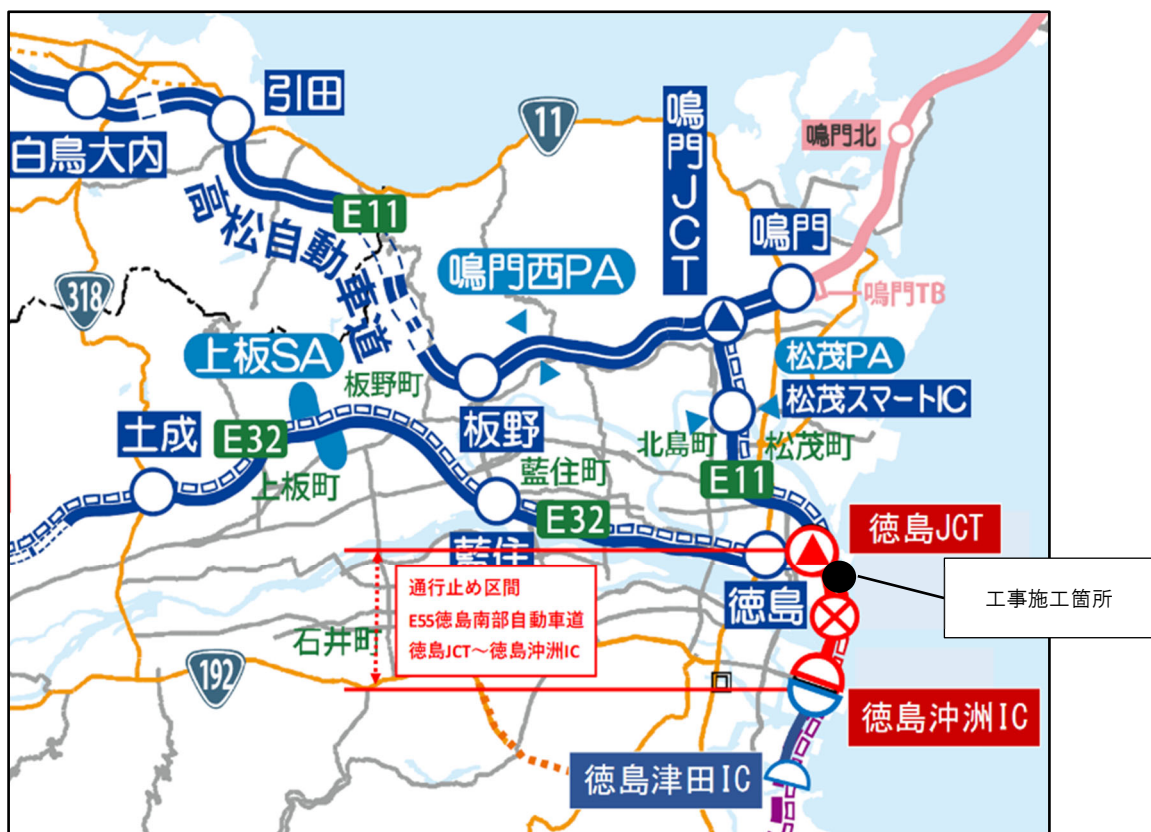 引田
11
鳴門JCT
鳴門北
白鳥大内
高松自動車道
E11
鳴門
鳴門西PA
318
鳴門TB
上板SA
板野町
松茂PA
松茂スマートIC
土成
E32
板野
北島町
松茂町
上板町
藍住町
E11
E32
徳島JCT
藍住
通行止め区間
E55徳島南部自動車道
徳島JCT～徳島沖洲IC
徳島
工事施工箇所
石井町
192
徳島沖洲IC
徳島津田IC